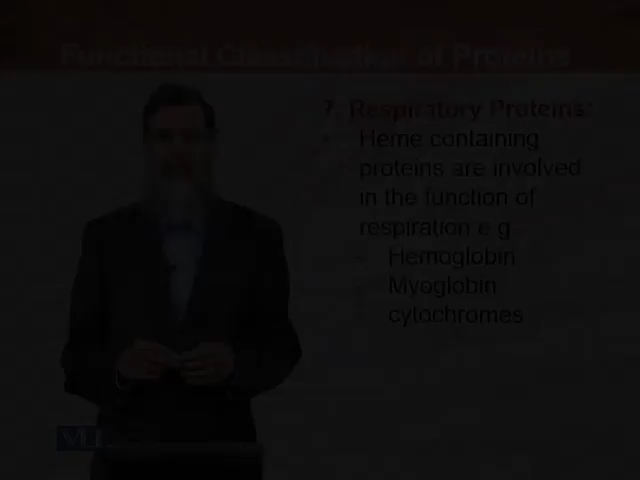 Functional Classification of Proteins
7. Respiratory Proteins:
- Heme containing
proteins are involved
in the function of
respiration e.g.
- Hemoglobin
Myoglobin
cytochromes
VU